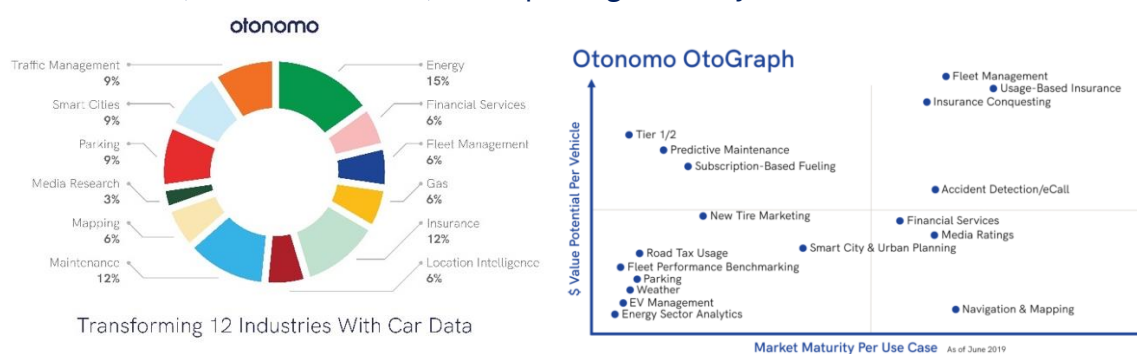 otonomo
Traffic Management
9%
Smart Cities
9%
Parking
9%
Media Research
3%
Mapping
6%
Maintenance
12%
Energy
15%
Financial Services
6%
Fleet Management
6%
Gas
6%
Insurance
12%
Location Intelligence
6%
Transforming 12 Industries With Car Data
Otonomo OtoGraph
$ Value Potential Per Vehicle
Fleet Management
Usage-Based Insurance
Insurance Conquesting
Tier 1/2
Predictive Maintenance
Subscription-Based Fueling
Accident Detection/eCall
New Tire Marketing
Financial Services
Media Ratings
Smart City & Urban Planning
Road Tax Usage
Fleet Performance Benchmarking
Parking
Weather
EV Management
Energy Sector Analytics
Navigation & Mapping
Market Maturity Per Use Case As of June 2019